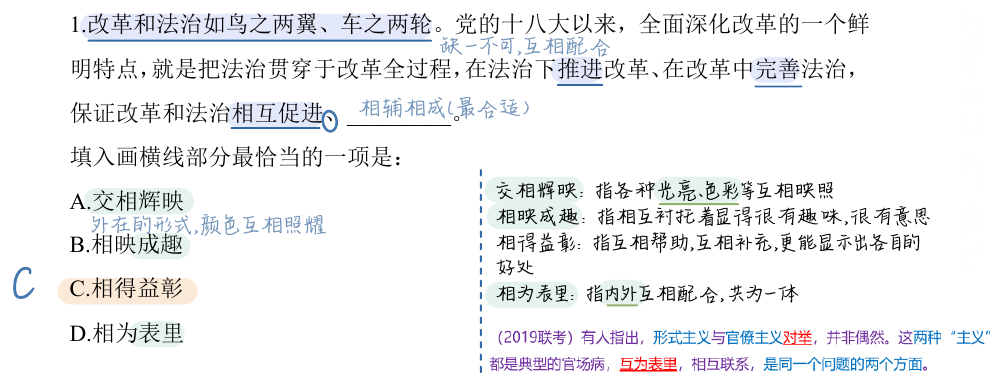 1.改革和法治如鸟之两翼、车之两轮。党的十八大以来，全面深化改革的一个鲜
缺一不可,互相配合
明特点，就是把法治贯穿于改革全过程，在法治下推进改革、在改革中完善法治，
保证改革和法治相互促进、________。
相辅相成(最合适)
填入画横线部分最恰当的一项是：
A.交相辉映
外在的形式,颜色互相照耀
B.相映成趣
C
C.相得益彰
D.相为表里
交相辉映：指各种光亮、色彩等互相映照
相映成趣：指相互衬托着显得很有趣味,很有意思
相得益彰：指互相帮助,互相补充,更能显示出各自的
好处
相为表里：指内外互相配合,共为一体
（2019联考）有人指出，形式主义与官僚主义对举，并非偶然。这两种“主义”
都是典型的官场病，互为表里，相互联系，是同一个问题的两个方面。